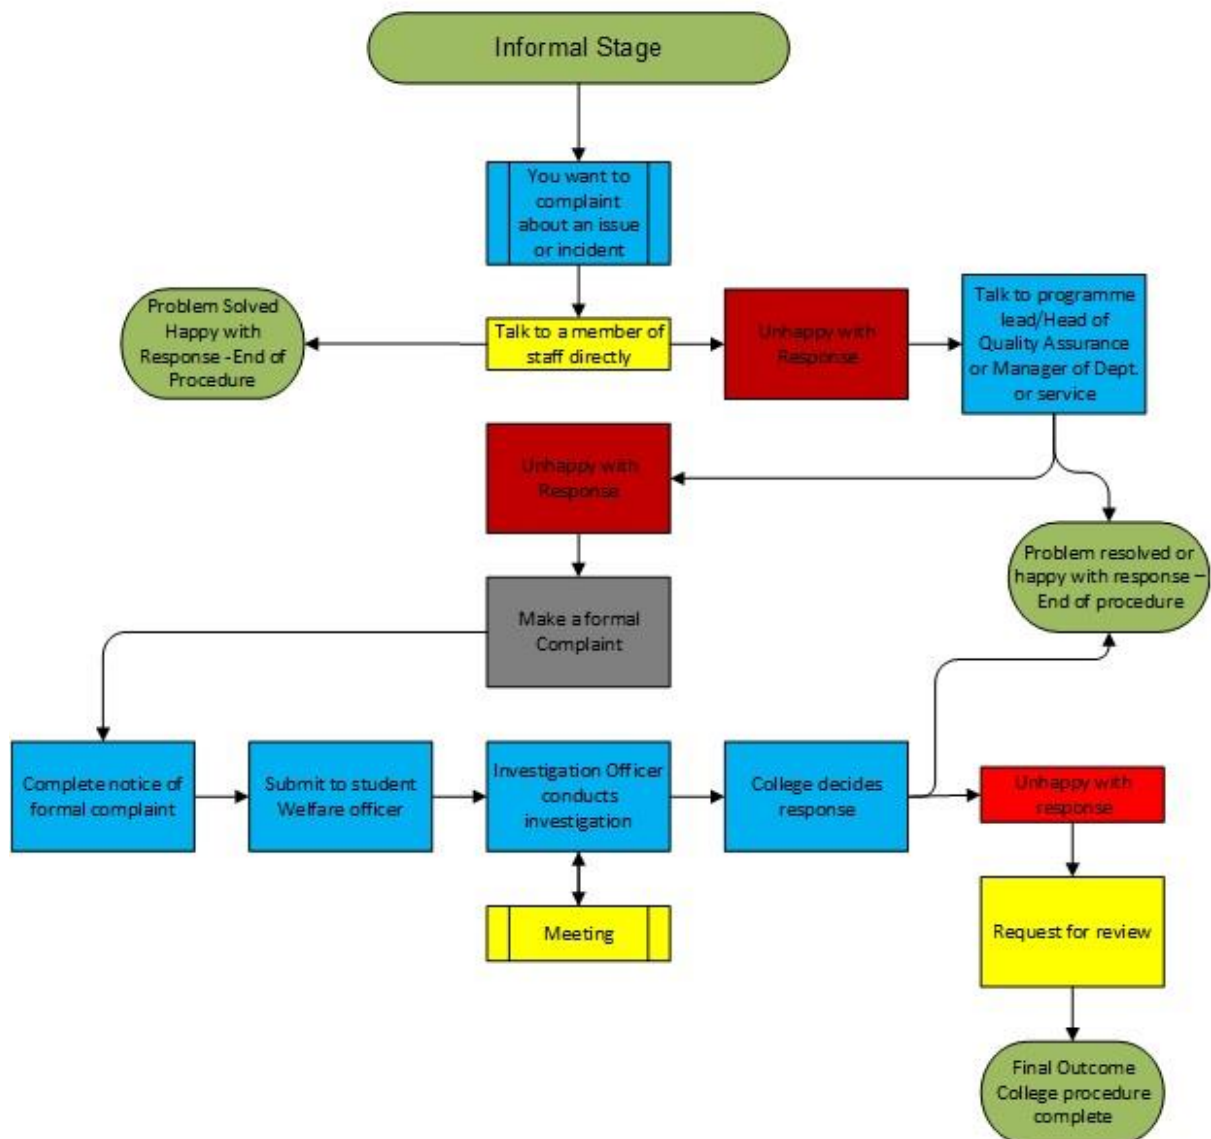 Informal Stage
You want to
complaint
about an issue
or incident
Problem Solved
Happy with
Response -End of
Procedure
Talk to a member of
staff directly
Unhappy with
Response
Talk to programme
lead/Head of
Quality Assurance
or Manager of Dept.
or service
Unhappy with
Response
Problem resolved or
happy with response –
End of procedure
Make a formal
Complaint
Complete notice of
formal complaint
Submit to student
Welfare officer
Investigation Officer
conducts
investigation
College decides
response
Unhappy with
response
Meeting
Request for review
Final Outcome
College procedure
complete